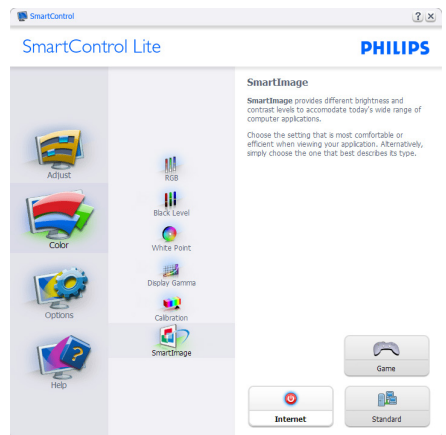 SmartControl
SmartControl Lite
PHILIPS
Adjust
Color
Options
Help
RGB
Black Level
White Point
Display Gamma
Calibration
SmartImage
SmartImage
SmartImage provides different brightness and
contrast levels to accomodate today's wide range of
computer applications.
Choose the setting that is most comfortable or
efficient when viewing your application. Alternatively,
simply choose the one that best describes its type.
Game
Internet
Standard